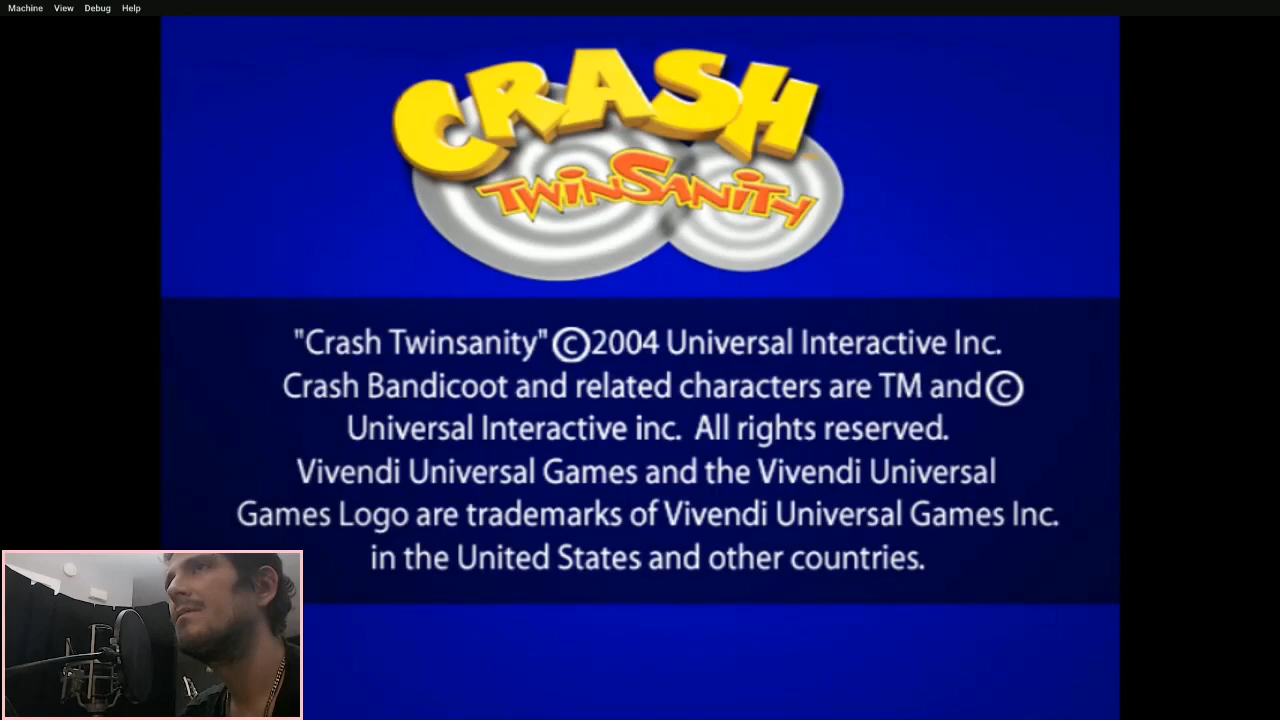 Machine View Debug Help
CRASH
TWINSANITY
"Crash Twinsanity" ©2004 Universal Interactive Inc.
Crash Bandicoot and related characters are TM and ©
Universal Interactive inc. All rights reserved.
Vivendi Universal Games and the Vivendi Universal
Games Logo are trademarks of Vivendi Universal Games Inc.
in the United States and other countries.